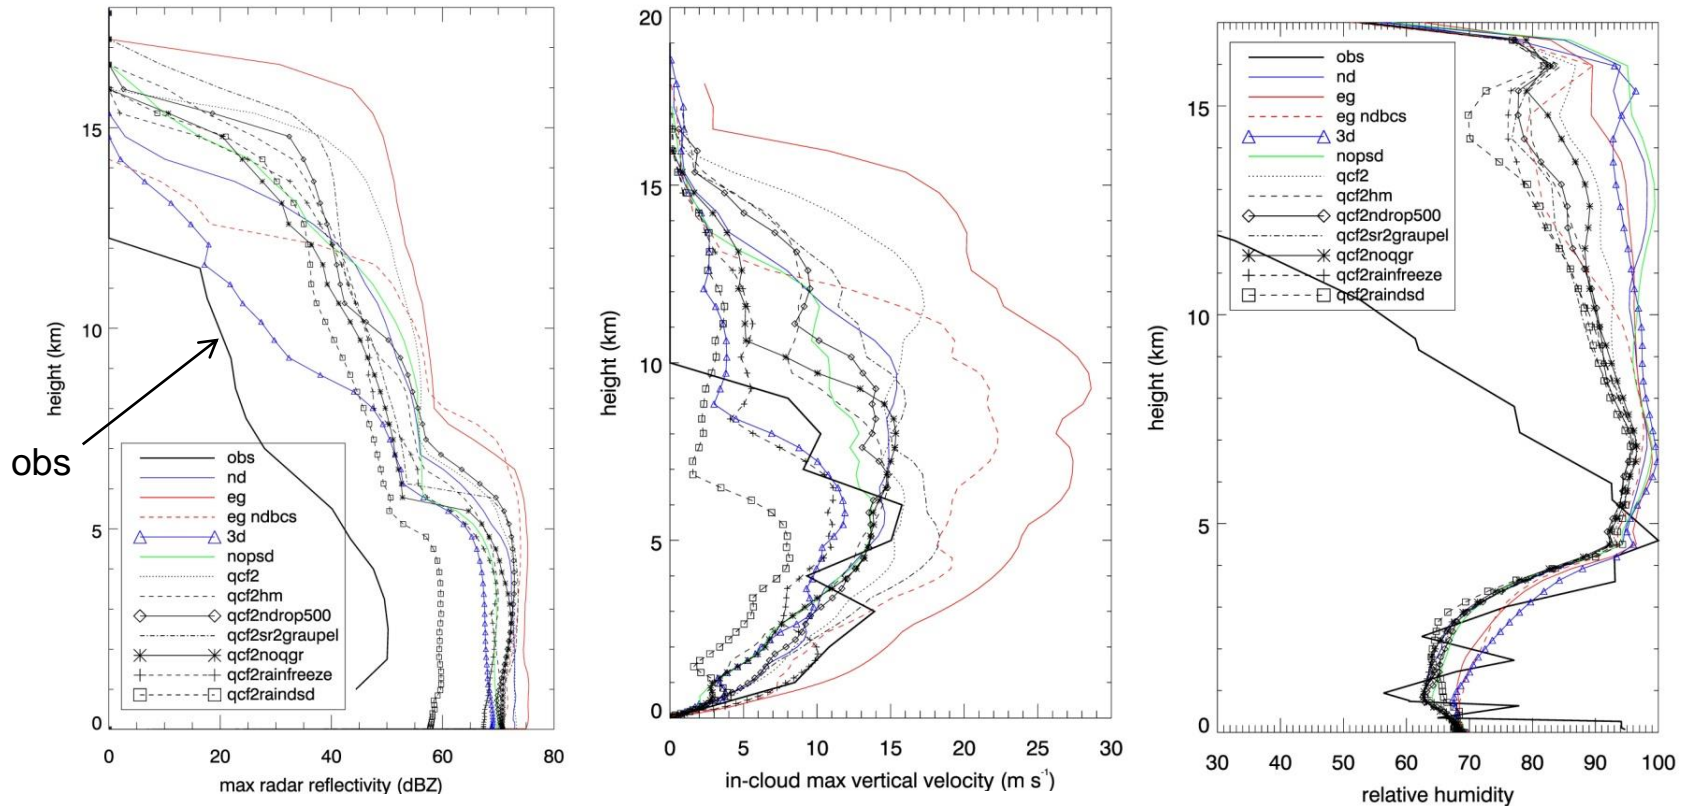 15
10
5
0
height (km)
0
20
40
60
80
max radar reflectivity (dBZ)
obs
obs
nd
eg
eg ndbcs
3d
nopsd
qcf2
qcf2hm
qcf2ndrop500
qcf2sr2graupel
qcf2noqgr
qcf2rainfreeze
qcf2raindsd
20
15
10
5
0
height (km)
0
5
10
15
20
25
30
in-cloud max vertical velocity (m s-1)
15
10
5
0
height (km)
30
40
50
60
70
80
90
100
relative humidity
obs
nd
eg
eg ndbcs
3d
nopsd
qcf2
qcf2hm
qcf2ndrop500
qcf2sr2graupel
qcf2noqgr
qcf2rainfreeze
qcf2raindsd